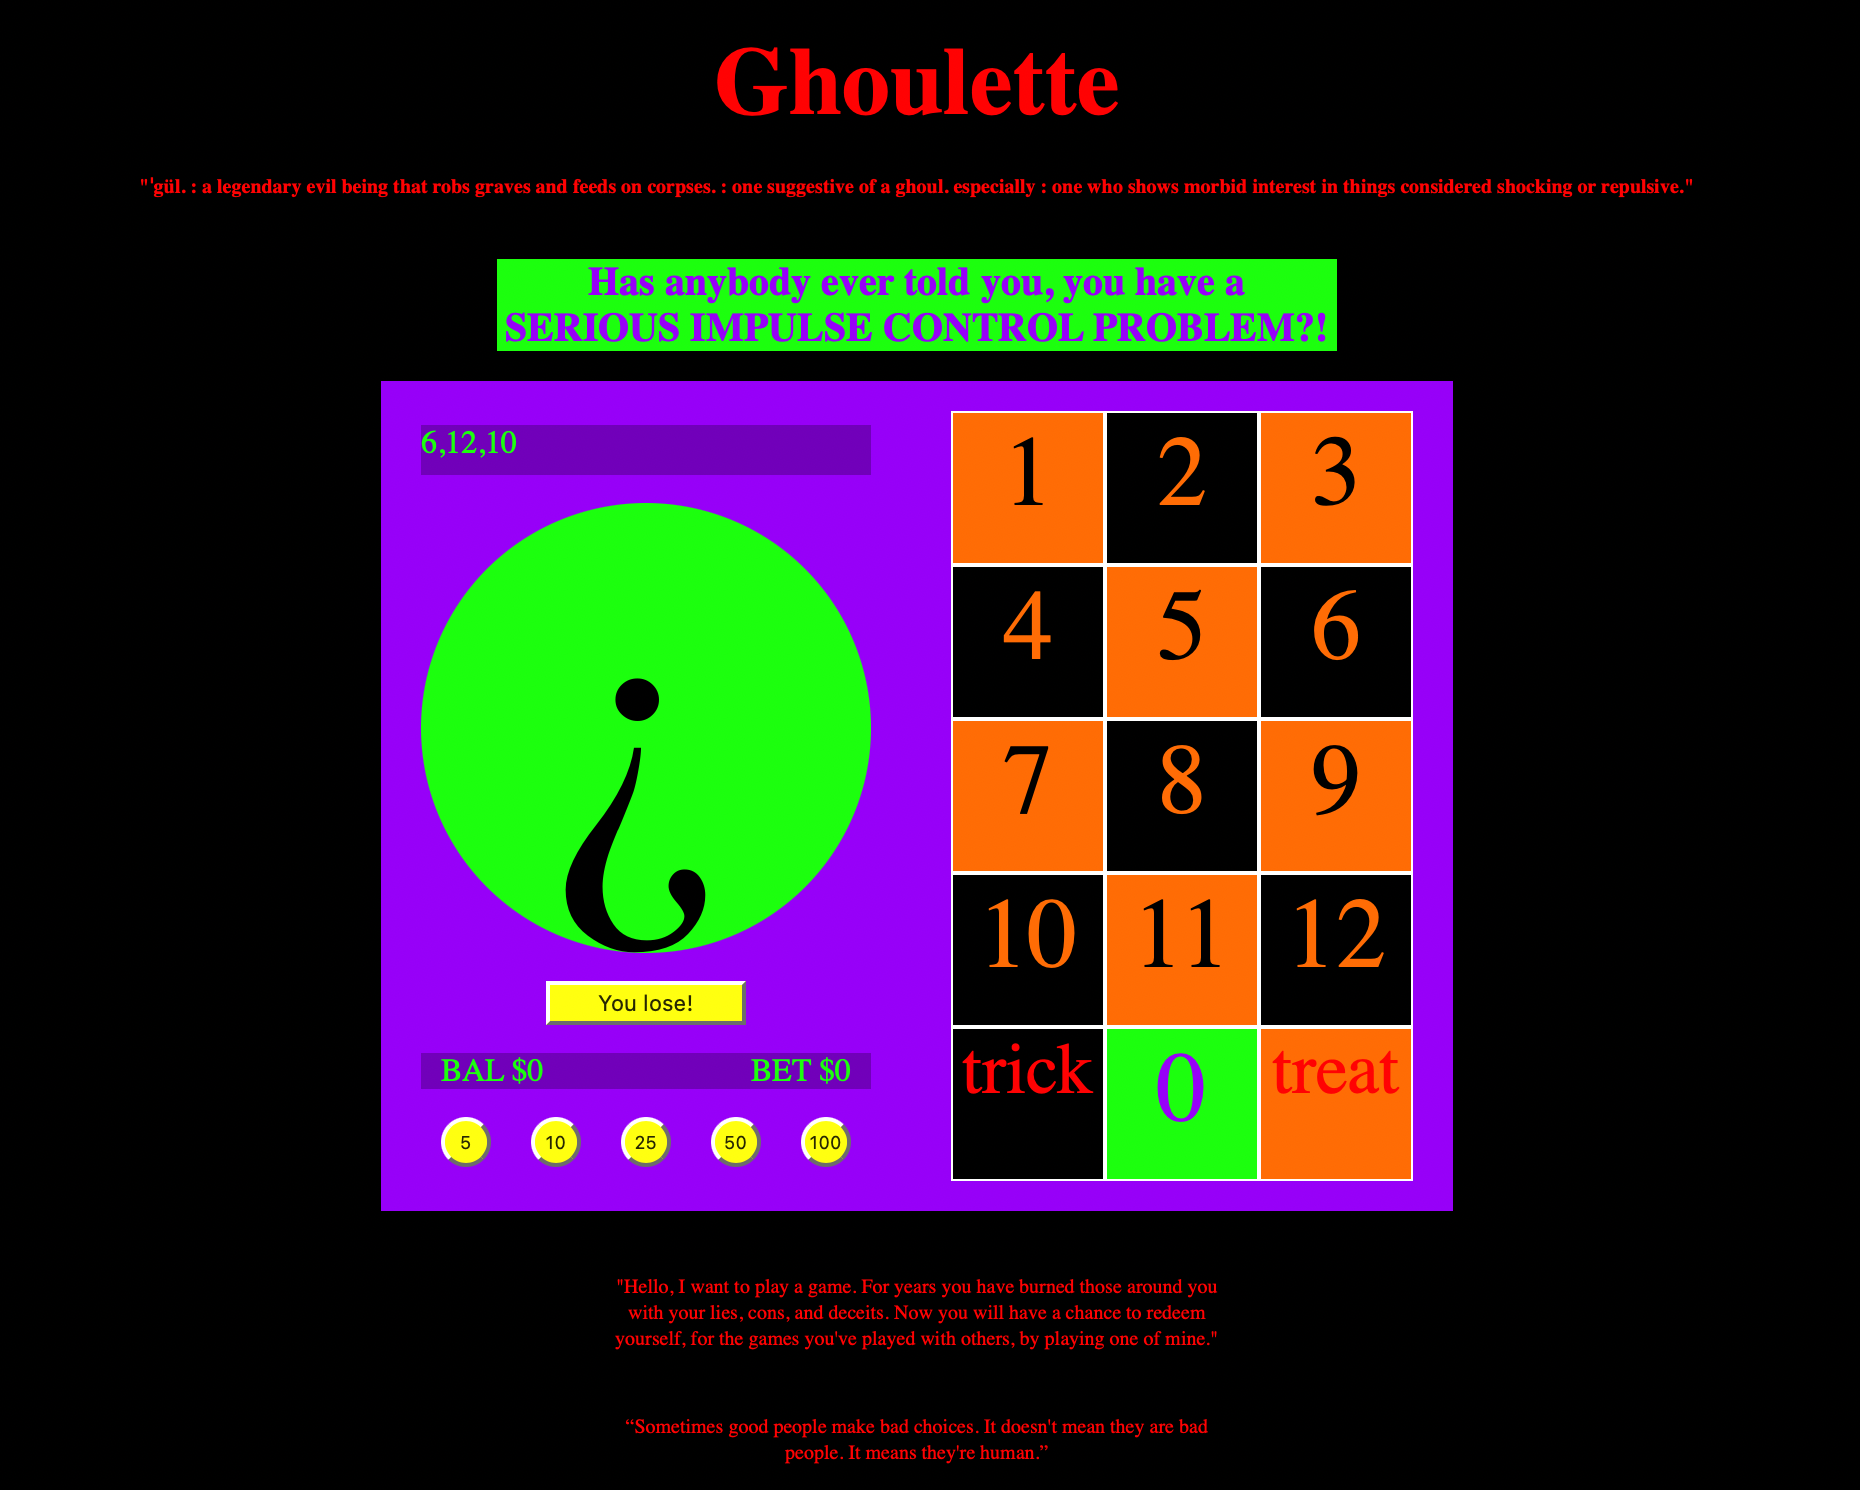 Ghoulette
"'gül. : a legendary evil being that robs graves and feeds on corpses. : one suggestive of a ghoul. especially : one who shows morbid interest in things considered shocking or repulsive."
Has anybody ever told you, you have a
SERIOUS IMPULSE CONTROL PROBLEM?!
6,12,10
¿
You lose!
BAL $0 BET $0
5 10 25 50 100
1 2 3
4 5 6
7 8 9
10 11 12
trick 0 treat
"Hello, I want to play a game. For years you have burned those around you
with your lies, cons, and deceits. Now you will have a chance to redeem
yourself, for the games you've played with others, by playing one of mine."
“Sometimes good people make bad choices. It doesn't mean they are bad
people. It means they're human.”